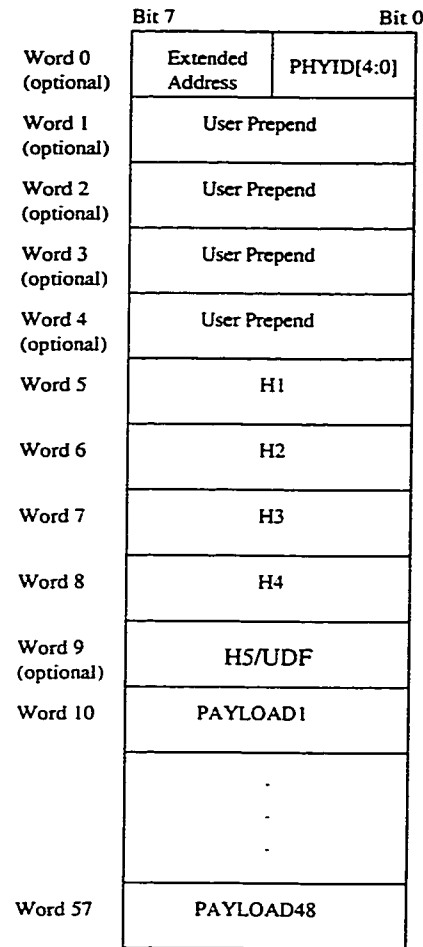 Bit 7 Bit 0
Word 0 (optional) Extended Address PHYID[4:0]
Word 1 (optional) User Prepend
Word 2 (optional) User Prepend
Word 3 (optional) User Prepend
Word 4 (optional) User Prepend
Word 5 H1
Word 6 H2
Word 7 H3
Word 8 H4
Word 9 (optional) H5/UDF
Word 10 PAYLOAD1
.
.
.
Word 57 PAYLOAD48